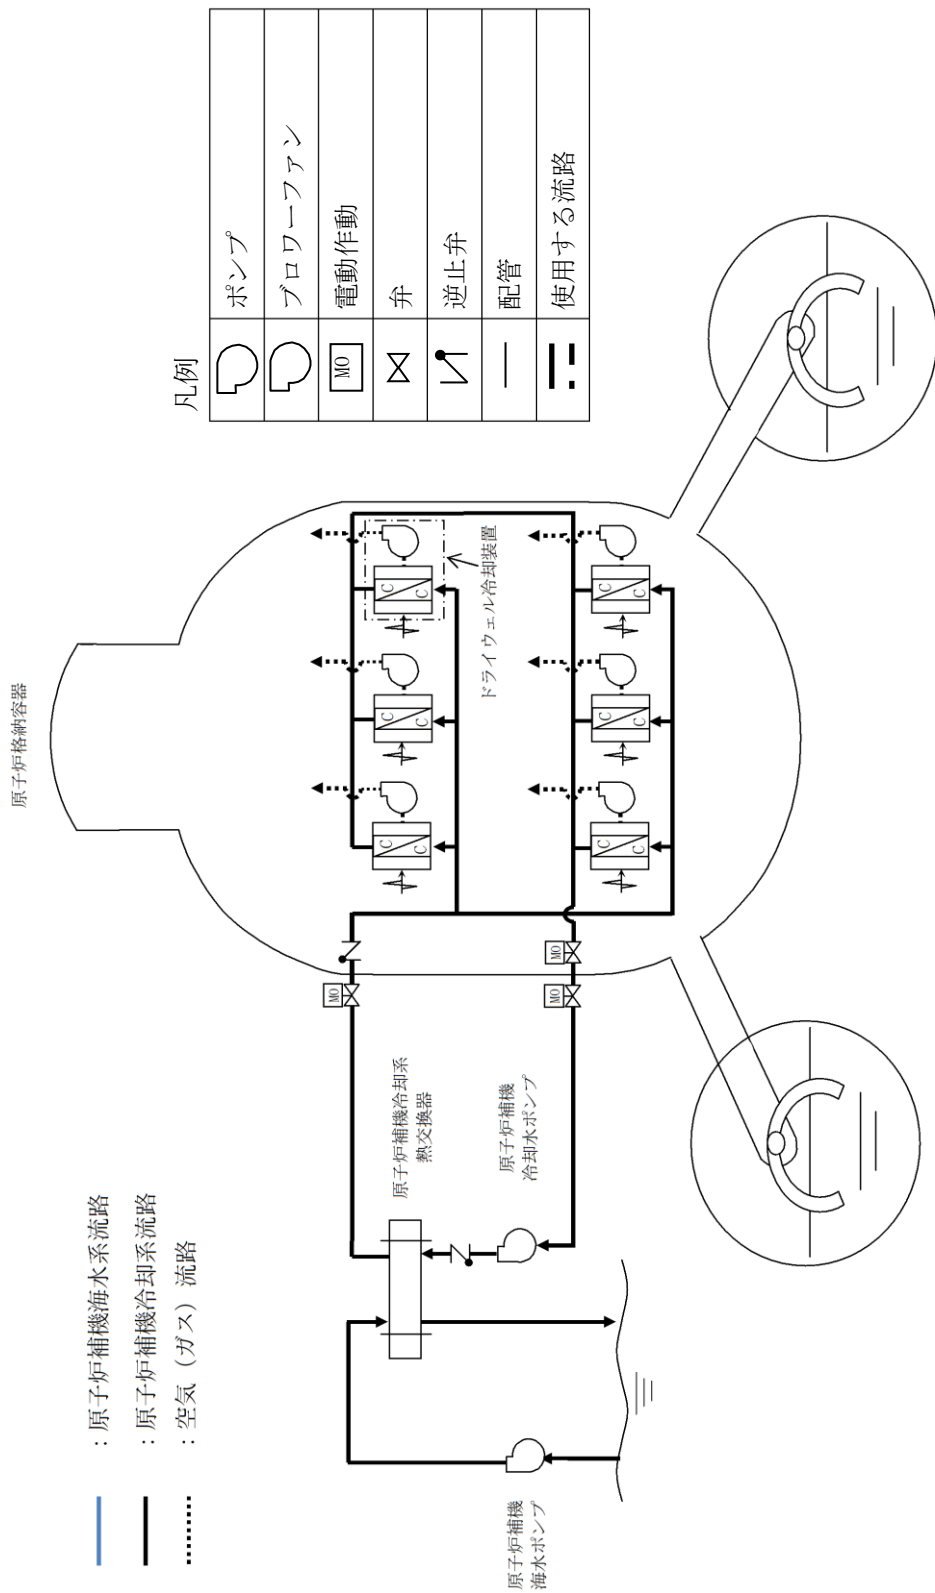 ：原子炉補機海水系流路
：原子炉補機冷却系流路
：空気（ガス）流路
原子炉格納容器
凡例
ポンプ
ブロワーファン
MO
電動作動
弁
逆止弁
配管
使用する流路
原子炉補機冷却系
熱交換器
原子炉補機
冷却水ポンプ
原子炉補機
海水ポンプ
MO
MO
MO
C
C
C
C
C
C
ドライウェル冷却装置
C
C
C
C
C
C